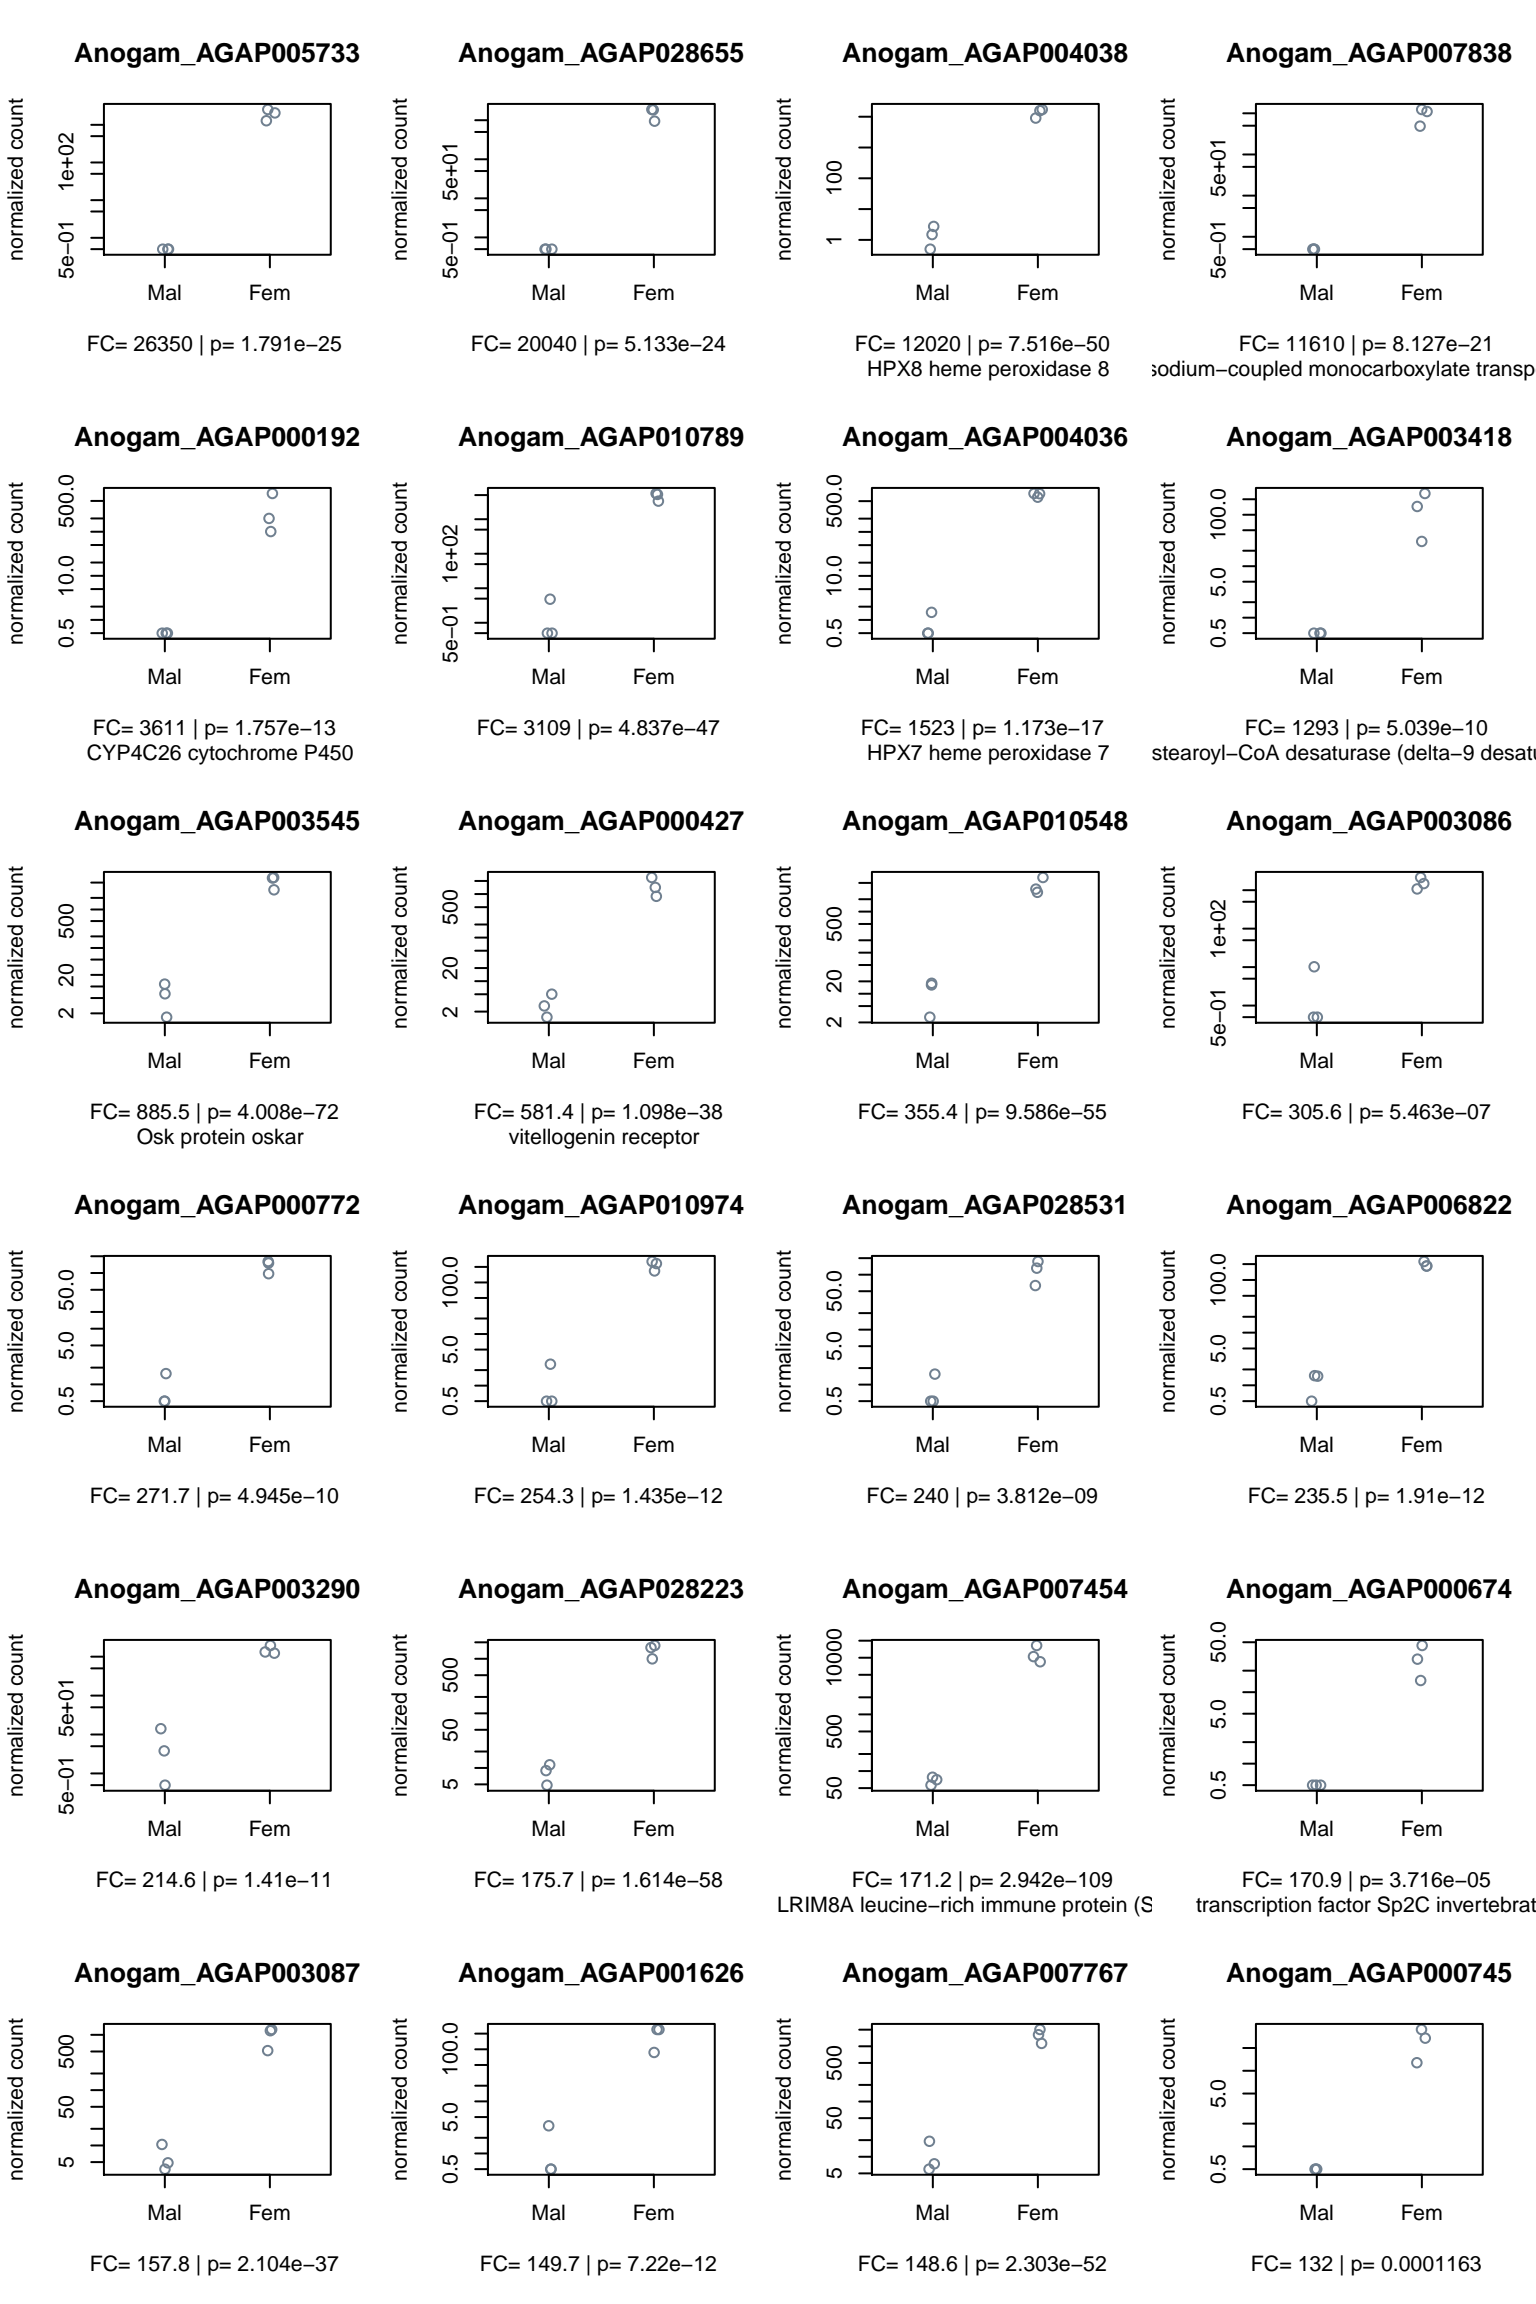 Anogam_AGAP005733
normalized count
5e−01 1e+02
Mal Fem
FC= 26350 | p= 1.791e−25
Anogam_AGAP028655
normalized count
5e−01 5e+01
Mal Fem
FC= 20040 | p= 5.133e−24
Anogam_AGAP004038
normalized count
1 100
Mal Fem
FC= 12020 | p= 7.516e−50
HPX8 heme peroxidase 8
Anogam_AGAP007838
normalized count
5e−01 5e+01
Mal Fem
FC= 11610 | p= 8.127e−21
sodium−coupled monocarboxylate transp
Anogam_AGAP000192
normalized count
0.5 10.0 500.0
Mal Fem
FC= 3611 | p= 1.757e−13
CYP4C26 cytochrome P450
Anogam_AGAP010789
normalized count
5e−01 1e+02
Mal Fem
FC= 3109 | p= 4.837e−47
Anogam_AGAP004036
normalized count
0.5 10.0 500.0
Mal Fem
FC= 1523 | p= 1.173e−17
HPX7 heme peroxidase 7
Anogam_AGAP003418
normalized count
0.5 5.0 100.0
Mal Fem
FC= 1293 | p= 5.039e−10
stearoyl−CoA desaturase (delta−9 desatu
Anogam_AGAP003545
normalized count
2 20 500
Mal Fem
FC= 885.5 | p= 4.008e−72
Osk protein oskar
Anogam_AGAP000427
normalized count
2 20 500
Mal Fem
FC= 581.4 | p= 1.098e−38
vitellogenin receptor
Anogam_AGAP010548
normalized count
2 20 500
Mal Fem
FC= 355.4 | p= 9.586e−55
Anogam_AGAP003086
normalized count
5e−01 1e+02
Mal Fem
FC= 305.6 | p= 5.463e−07
Anogam_AGAP000772
normalized count
0.5 5.0 50.0
Mal Fem
FC= 271.7 | p= 4.945e−10
Anogam_AGAP010974
normalized count
0.5 5.0 100.0
Mal Fem
FC= 254.3 | p= 1.435e−12
Anogam_AGAP028531
normalized count
0.5 5.0 50.0
Mal Fem
FC= 240 | p= 3.812e−09
Anogam_AGAP006822
normalized count
0.5 5.0 100.0
Mal Fem
FC= 235.5 | p= 1.91e−12
Anogam_AGAP003290
normalized count
5e−01 5e+01
Mal Fem
FC= 214.6 | p= 1.41e−11
Anogam_AGAP028223
normalized count
5 50 500
Mal Fem
FC= 175.7 | p= 1.614e−58
Anogam_AGAP007454
normalized count
50 500 10000
Mal Fem
FC= 171.2 | p= 2.942e−109
LRIM8A leucine−rich immune protein (S
Anogam_AGAP000674
normalized count
0.5 5.0 50.0
Mal Fem
FC= 170.9 | p= 3.716e−05
transcription factor Sp2C invertebrat
Anogam_AGAP003087
normalized count
5 50 500
Mal Fem
FC= 157.8 | p= 2.104e−37
Anogam_AGAP001626
normalized count
0.5 5.0 100.0
Mal Fem
FC= 149.7 | p= 7.22e−12
Anogam_AGAP007767
normalized count
5 50 500
Mal Fem
FC= 148.6 | p= 2.303e−52
Anogam_AGAP000745
normalized count
0.5 5.0
Mal Fem
FC= 132 | p= 0.0001163